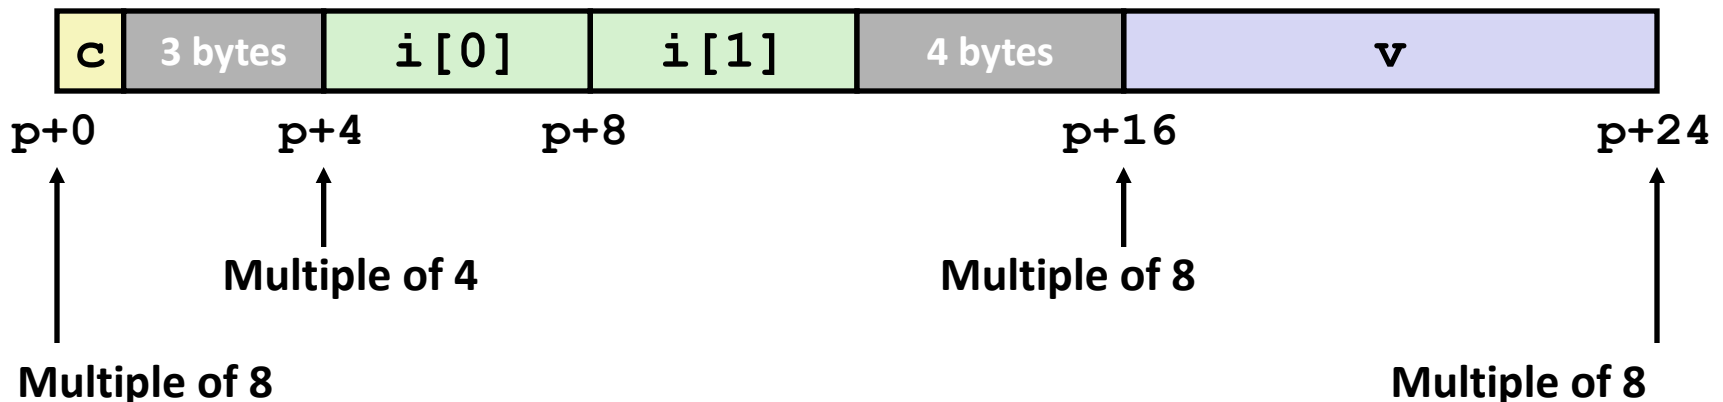 c 3 bytes i[0] i[1] 4 bytes v
p+0 p+4 p+8 p+16 p+24
Multiple of 4 Multiple of 8
Multiple of 8 Multiple of 8